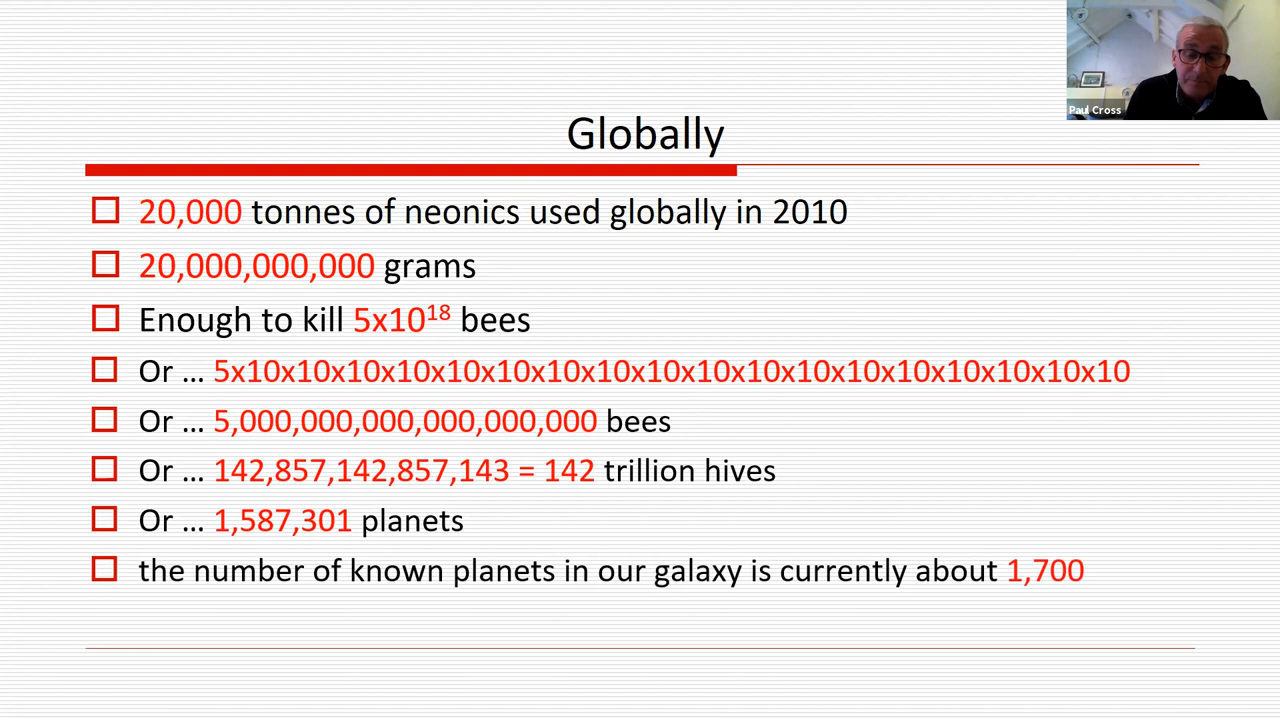 Paul Cross
Globally
20,000 tonnes of neonics used globally in 2010
20,000,000,000 grams
Enough to kill 5x10¹⁸ bees
Or … 5x10x10x10x10x10x10x10x10x10x10x10x10x10x10x10x10x10x10
Or … 5,000,000,000,000,000,000 bees
Or … 142,857,142,857,143 = 142 trillion hives
Or … 1,587,301 planets
the number of known planets in our galaxy is currently about 1,700